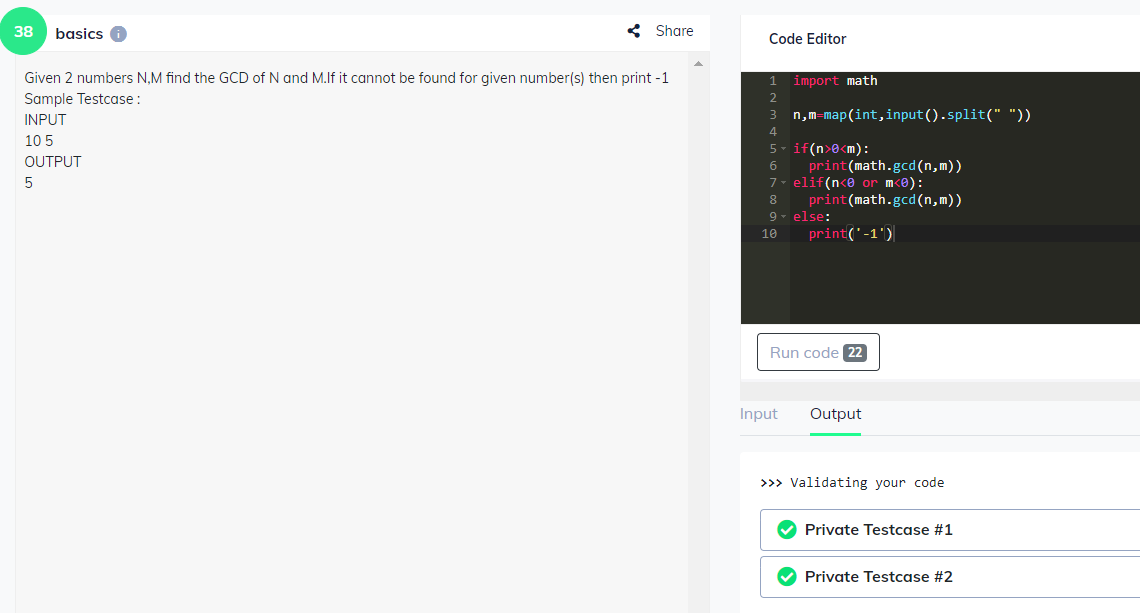 38 basics i
Share
Given 2 numbers N,M find the GCD of N and M.If it cannot be found for given number(s) then print -1
Sample Testcase :
INPUT
10 5
OUTPUT
5
Code Editor
1 import math
2
3 n,m=map(int,input().split(" "))
4
5 if(n>0<m):
6   print(math.gcd(n,m))
7 elif(n<0 or m<0):
8   print(math.gcd(n,m))
9 else:
10   print('-1')
Run code 22
Input Output
>>> Validating your code
Private Testcase #1
Private Testcase #2